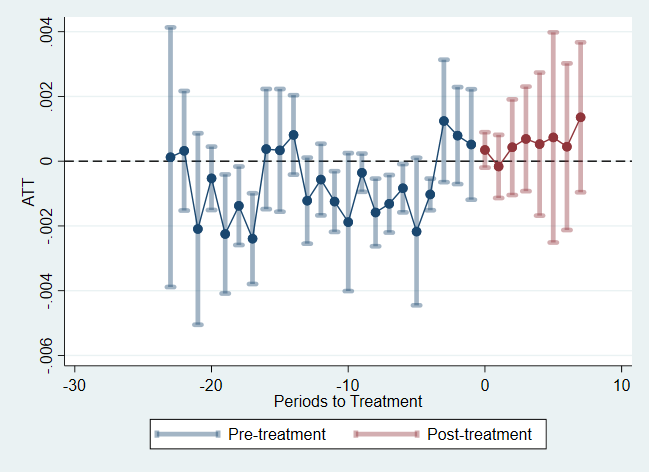 .004
.002
0
-.002
-.004
-.006
ATT
-30 -20 -10 0 10
Periods to Treatment
Pre-treatment Post-treatment